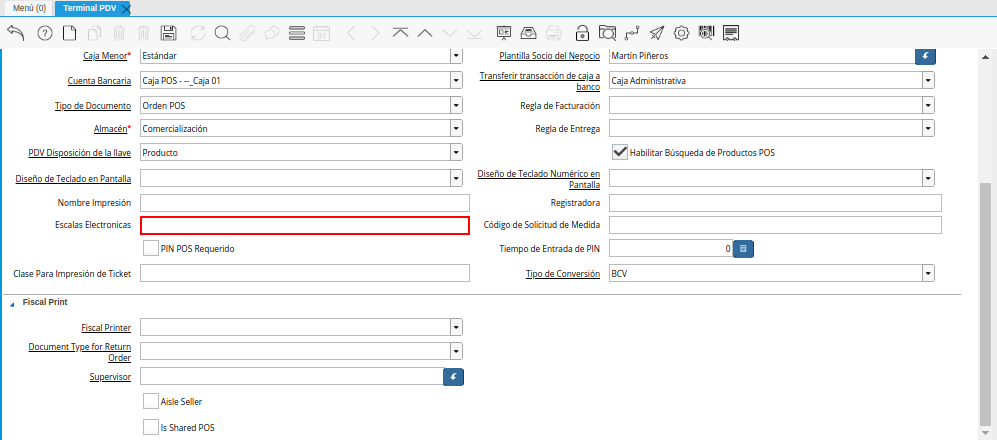 Menú (0) Terminal PDV
Caja Menor* Estándar Plantilla Socio del Negocio Martín Piñeros
Cuenta Bancaria Caja POS - --_Caja 01 Transferir transacción de caja a
banco Caja Administrativa
Tipo de Documento Orden POS Regla de Facturación
Almacén* Comercialización Regla de Entrega
PDV Disposición de la llave Producto Habilitar Búsqueda de Productos POS
Diseño de Teclado en Pantalla Diseño de Teclado Numérico en
Pantalla
Nombre Impresión Registradora
Escalas Electronicas Código de Solicitud de Medida
PIN POS Requerido Tiempo de Entrada de PIN 0
Clase Para Impresión de Ticket Tipo de Conversión BCV
Fiscal Print
Fiscal Printer
Document Type for Return
Order
Supervisor
Aisle Seller
Is Shared POS